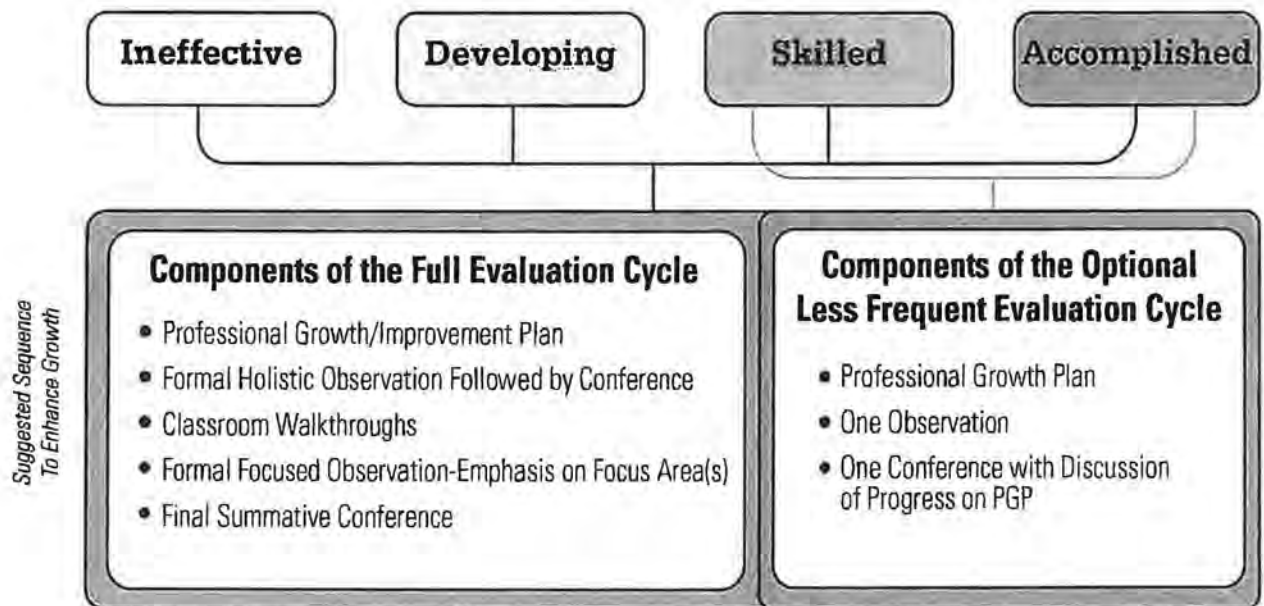 Ineffective
Developing
Skilled
Accomplished
Suggested Sequence
To Enhance Growth
Components of the Full Evaluation Cycle
• Professional Growth/Improvement Plan
• Formal Holistic Observation Followed by Conference
• Classroom Walkthroughs
• Formal Focused Observation-Emphasis on Focus Area(s)
• Final Summative Conference
Components of the Optional
Less Frequent Evaluation Cycle
• Professional Growth Plan
• One Observation
• One Conference with Discussion
of Progress on PGP